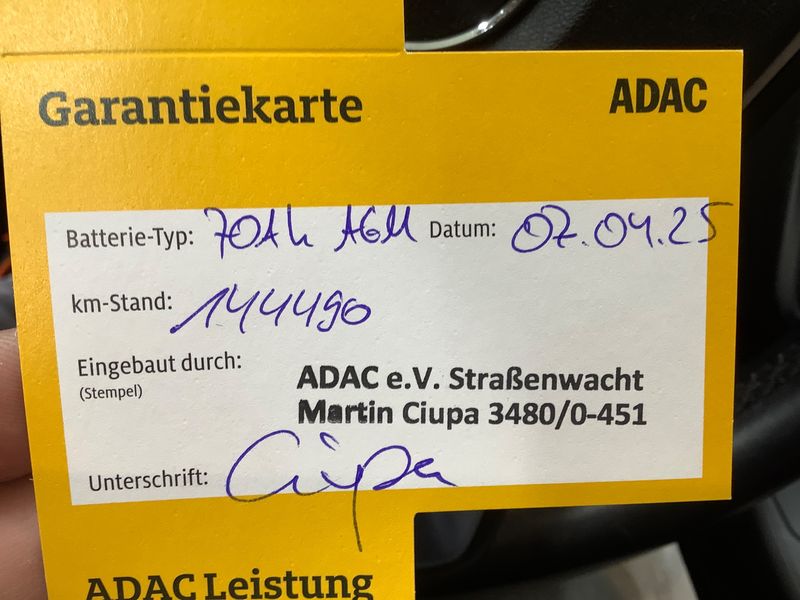 Garantiekarte ADAC
Batterie-Typ: 70Ah AGM Datum: 07.04.25
km-Stand: 144490
Eingebaut durch:
(Stempel)
ADAC e.V. Straßenwacht
Martin Ciupa 3480/0-451
Unterschrift: Ciupa
ADAC Leistung